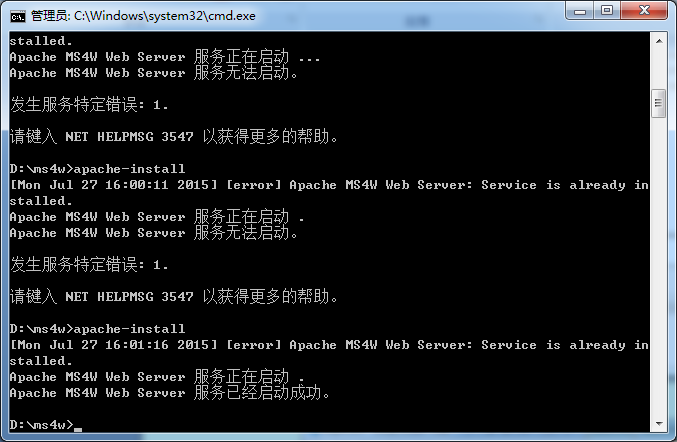 管理员: C:\Windows\system32\cmd.exe
stalled.
Apache MS4W Web Server 服务正在启动 ...
Apache MS4W Web Server 服务无法启动。
发生服务特定错误: 1.
请键入 NET HELPMSG 3547 以获得更多的帮助。
D:\ms4w>apache-install
[Mon Jul 27 16:00:11 2015] [error] Apache MS4W Web Server: Service is already in
stalled.
Apache MS4W Web Server 服务正在启动 .
Apache MS4W Web Server 服务无法启动。
发生服务特定错误: 1.
请键入 NET HELPMSG 3547 以获得更多的帮助。
D:\ms4w>apache-install
[Mon Jul 27 16:01:16 2015] [error] Apache MS4W Web Server: Service is already in
stalled.
Apache MS4W Web Server 服务正在启动 .
Apache MS4W Web Server 服务已经启动成功。
D:\ms4w>